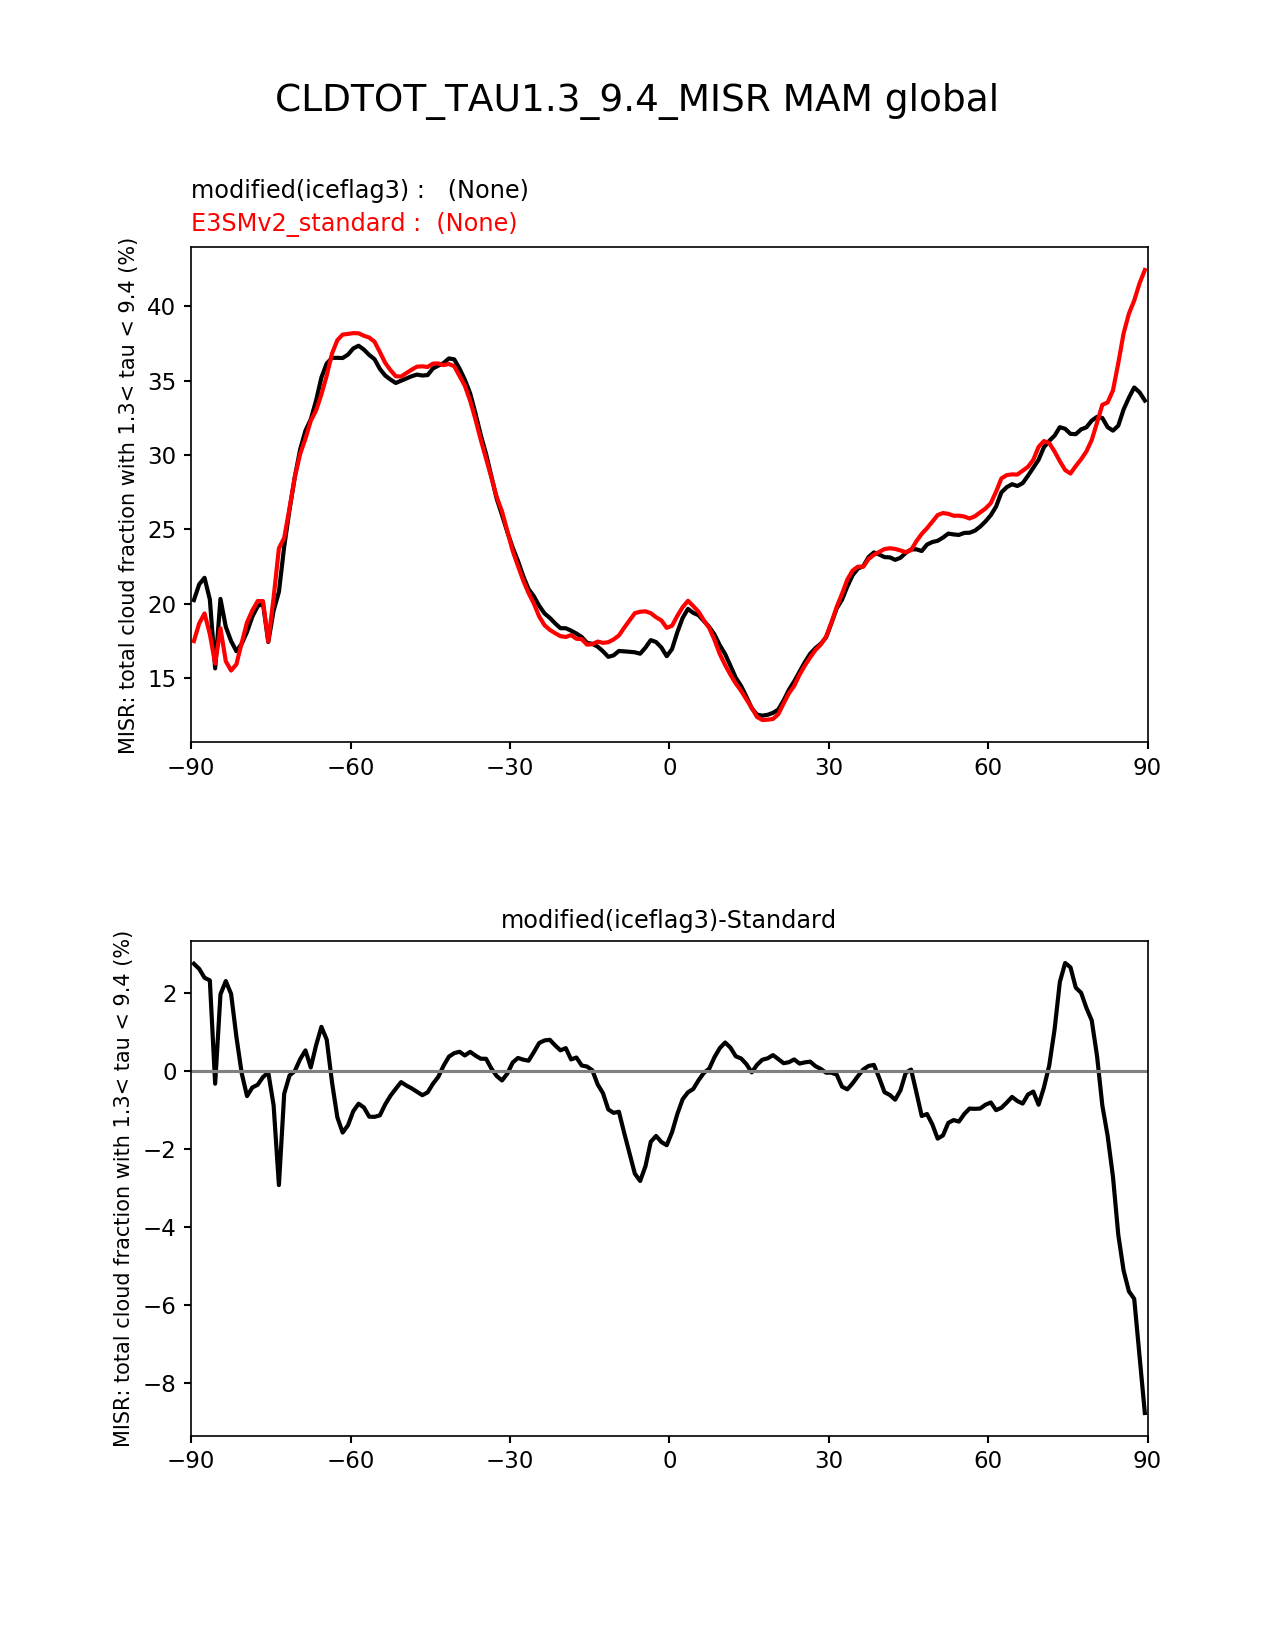 CLDTOT_TAU1.3_9.4_MISR MAM global
modified(iceflag3) :   (None)
E3SMv2_standard :  (None)
MISR: total cloud fraction with 1.3< tau < 9.4 (%)
40
35
30
25
20
15
−90 −60 −30 0 30 60 90
modified(iceflag3)-Standard
MISR: total cloud fraction with 1.3< tau < 9.4 (%)
2
0
−2
−4
−6
−8
−90 −60 −30 0 30 60 90